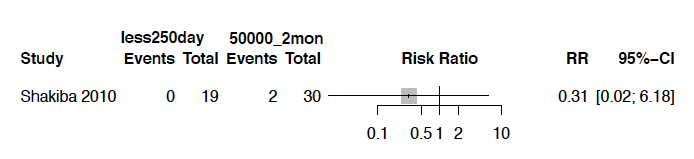 less250day 50000_2mon
Study Events Total Events Total Risk Ratio RR 95%−CI
Shakiba 2010 0 19 2 30 0.31 [0.02; 6.18]
0.1 0.5 1 2 10